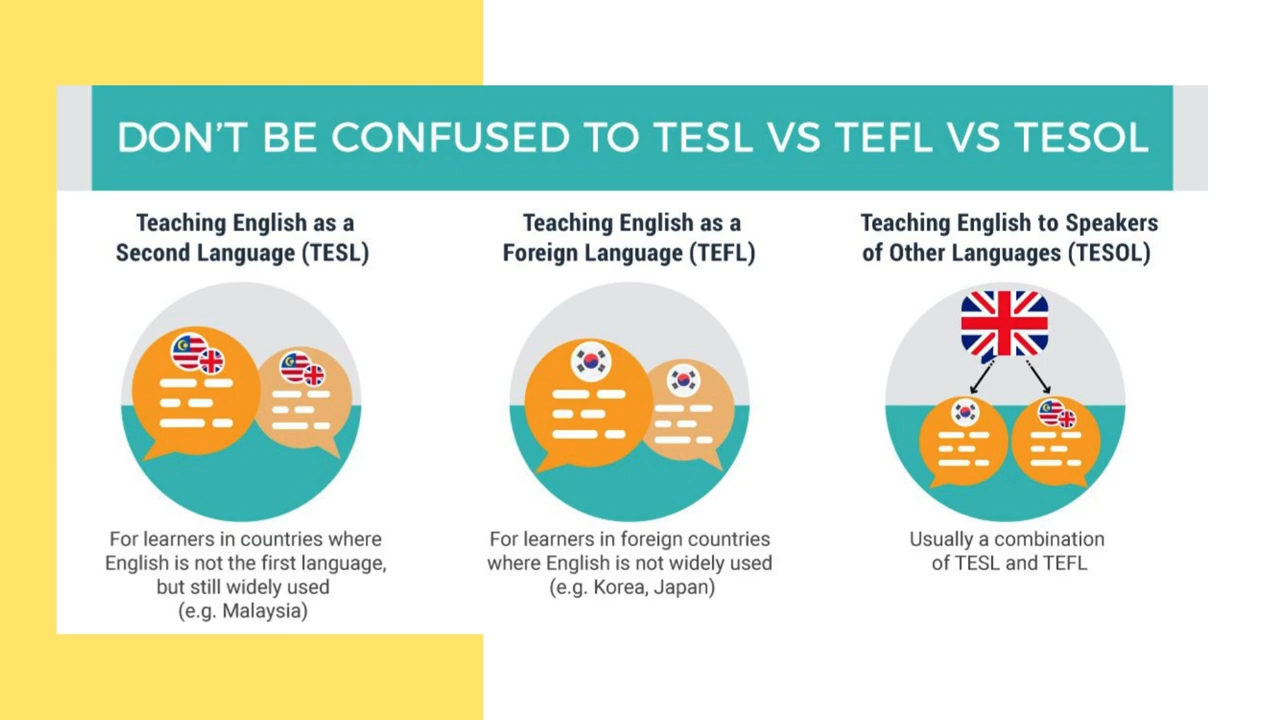 DON'T BE CONFUSED TO TESL VS TEFL VS TESOL
Teaching English as a
Second Language (TESL)
For learners in countries where
English is not the first language,
but still widely used
(e.g. Malaysia)
Teaching English as a
Foreign Language (TEFL)
For learners in foreign countries
where English is not widely used
(e.g. Korea, Japan)
Teaching English to Speakers
of Other Languages (TESOL)
Usually a combination
of TESL and TEFL